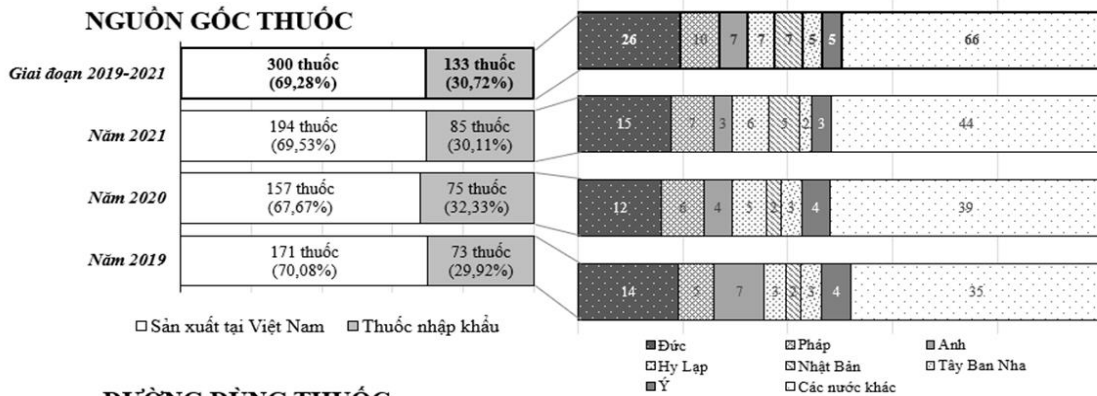 NGUỒN GỐC THUỐC
26 10 7 7 7 5 5 66
Giai đoạn 2019-2021
300 thuốc
(69,28%)
133 thuốc
(30,72%)
Năm 2021
194 thuốc
(69,53%)
85 thuốc
(30,11%)
15 7 3 6 5 2 3 44
Năm 2020
157 thuốc
(67,67%)
75 thuốc
(32,33%)
12 6 4 5 2 3 4 39
Năm 2019
171 thuốc
(70,08%)
73 thuốc
(29,92%)
14 5 7 3 2 3 4 35
Sản xuất tại Việt Nam Thuốc nhập khẩu
Đức Pháp Anh
Hy Lạp Nhật Bản Tây Ban Nha
Ý Các nước khác
ĐƯỜNG DÙNG THUỐC